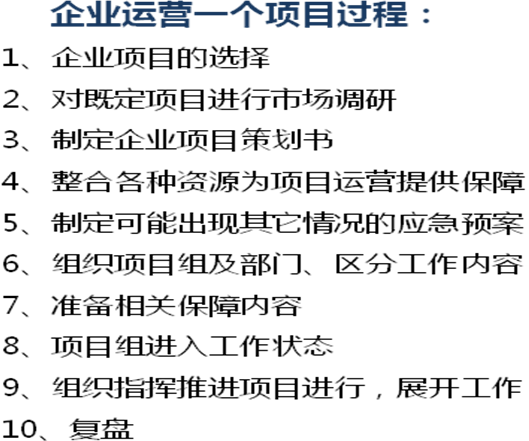 企业运营一个项目过程：
1、企业项目的选择
2、对既定项目进行市场调研
3、制定企业项目策划书
4、整合各种资源为项目运营提供保障
5、制定可能出现其它情况的应急预案
6、组织项目组及部门、区分工作内容
7、准备相关保障内容
8、项目组进入工作状态
9、组织指挥推进项目进行，展开工作
10、复盘